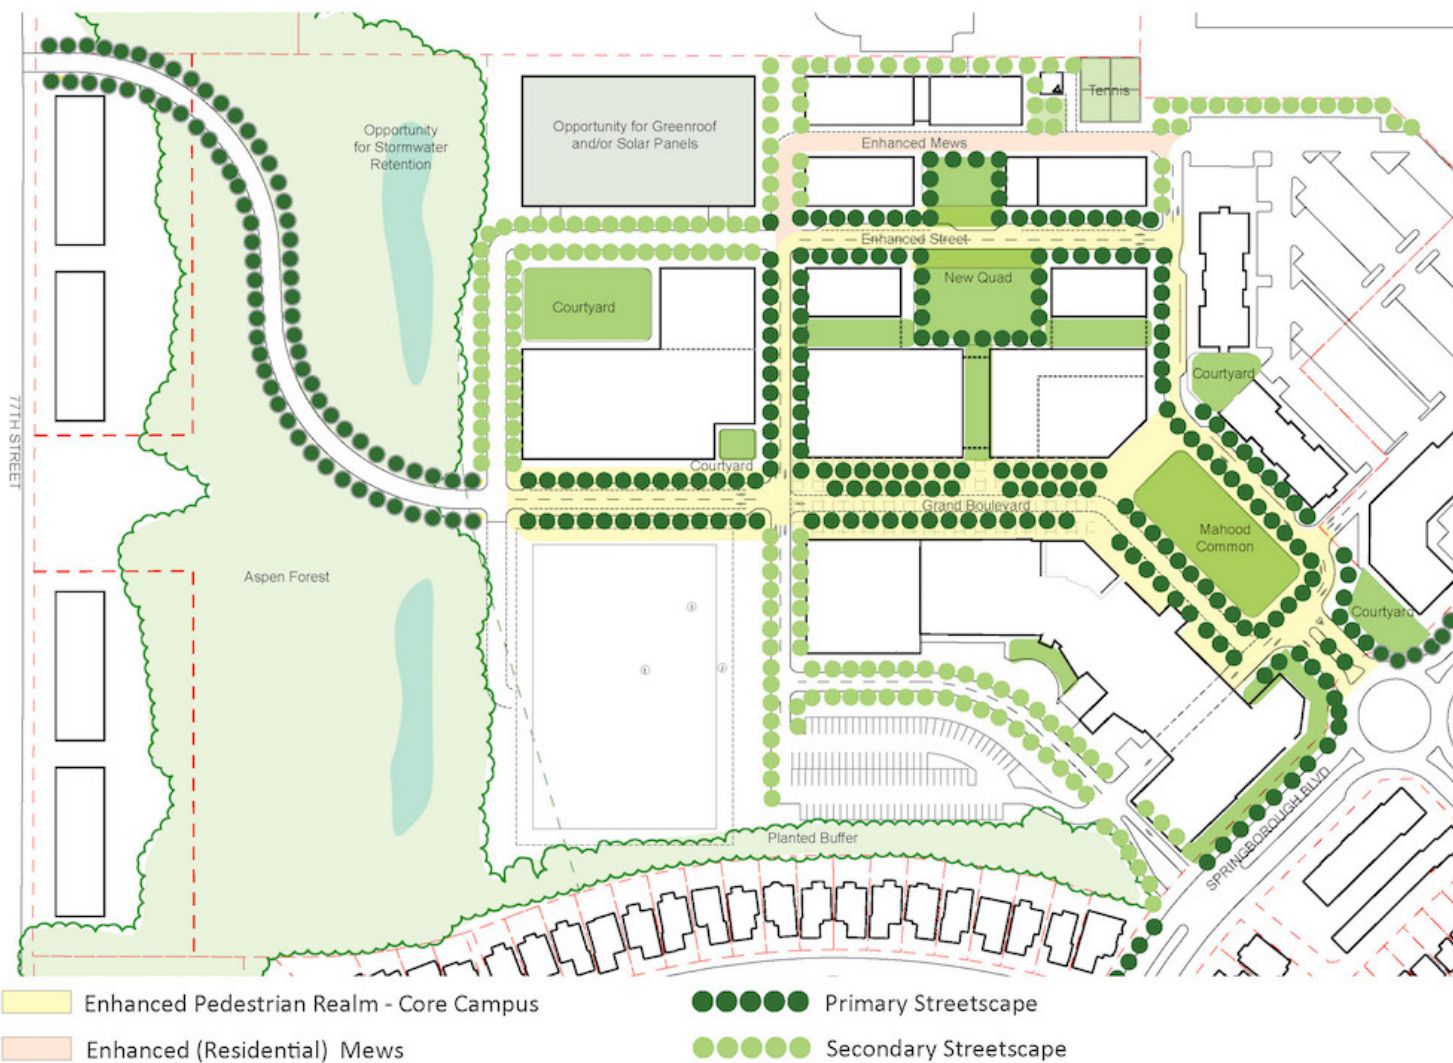 Opportunity
for Stormwater
Retention
Opportunity for Greenroof
and/or Solar Panels
Tennis
Enhanced Mews
Enhanced Street
New Quad
Courtyard
Courtyard
77TH STREET
Courtyard
Grand Boulevard
Mahood
Common
Aspen Forest
Courtyard
SPRINGBOROUGH BLVD
Planted Buffer
Enhanced Pedestrian Realm - Core Campus
Primary Streetscape
Enhanced (Residential) Mews
Secondary Streetscape